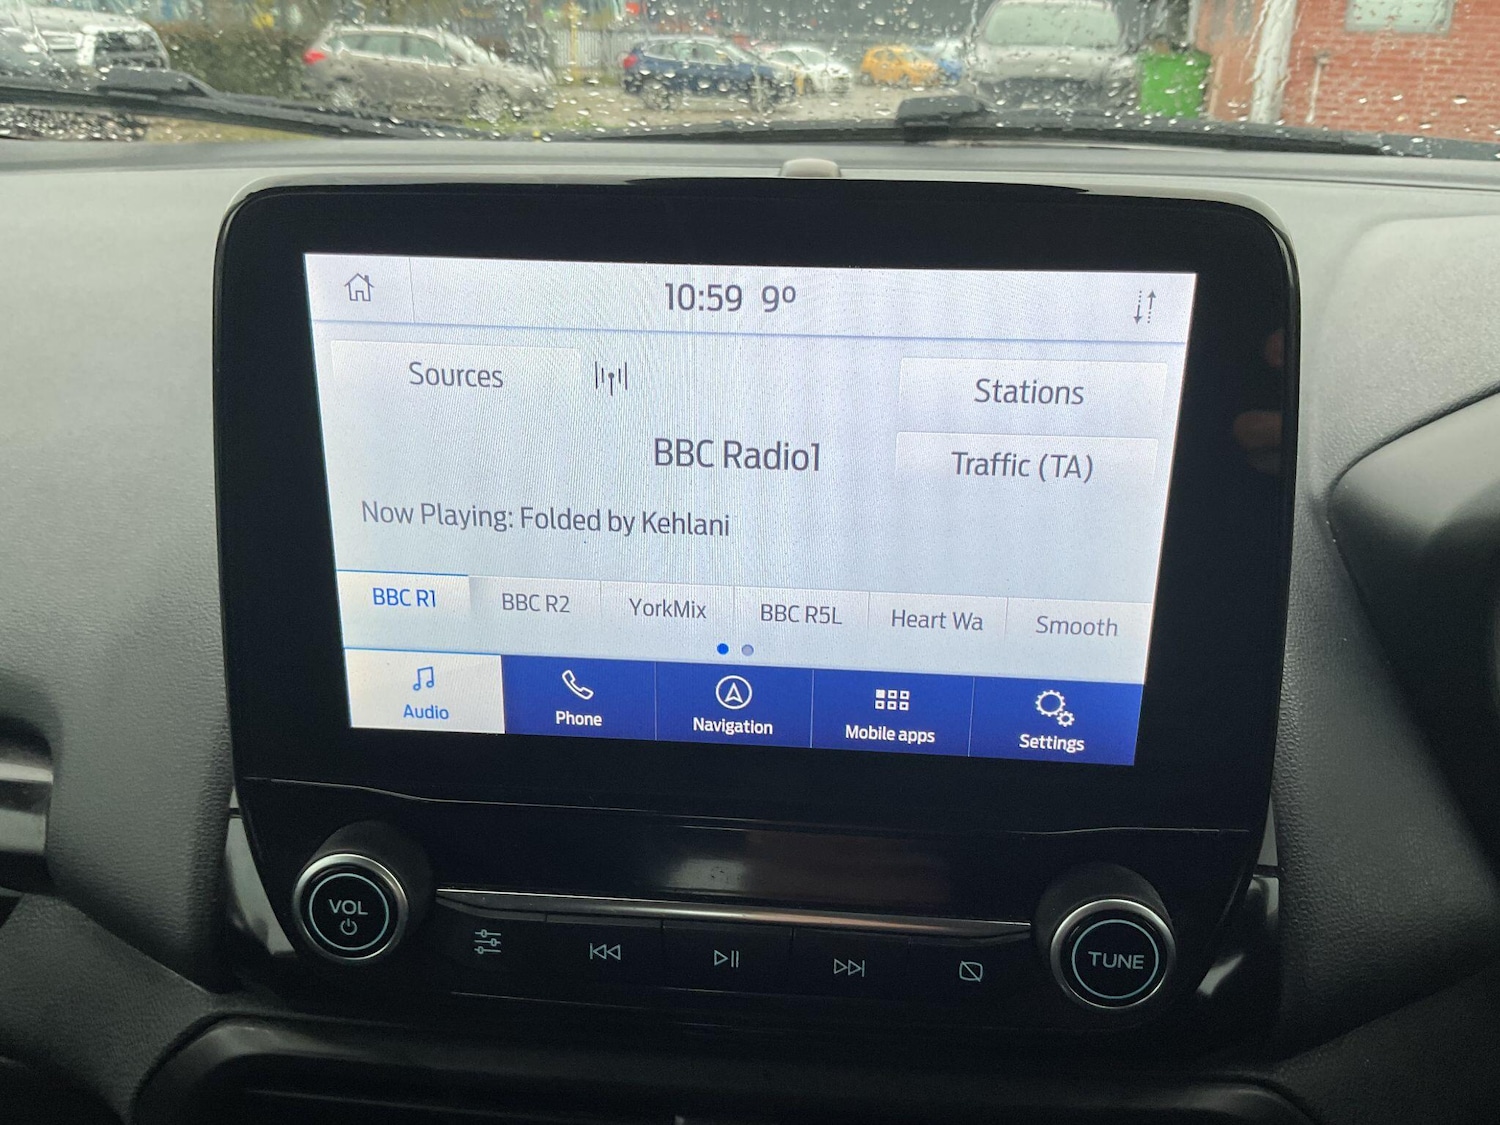 10:59 9º
Sources
Stations
BBC Radio1
Traffic (TA)
Now Playing: Folded by Kehlani
BBC R1 BBC R2 YorkMix BBC R5L Heart Wa Smooth
Audio Phone Navigation Mobile apps Settings
VOL
TUNE